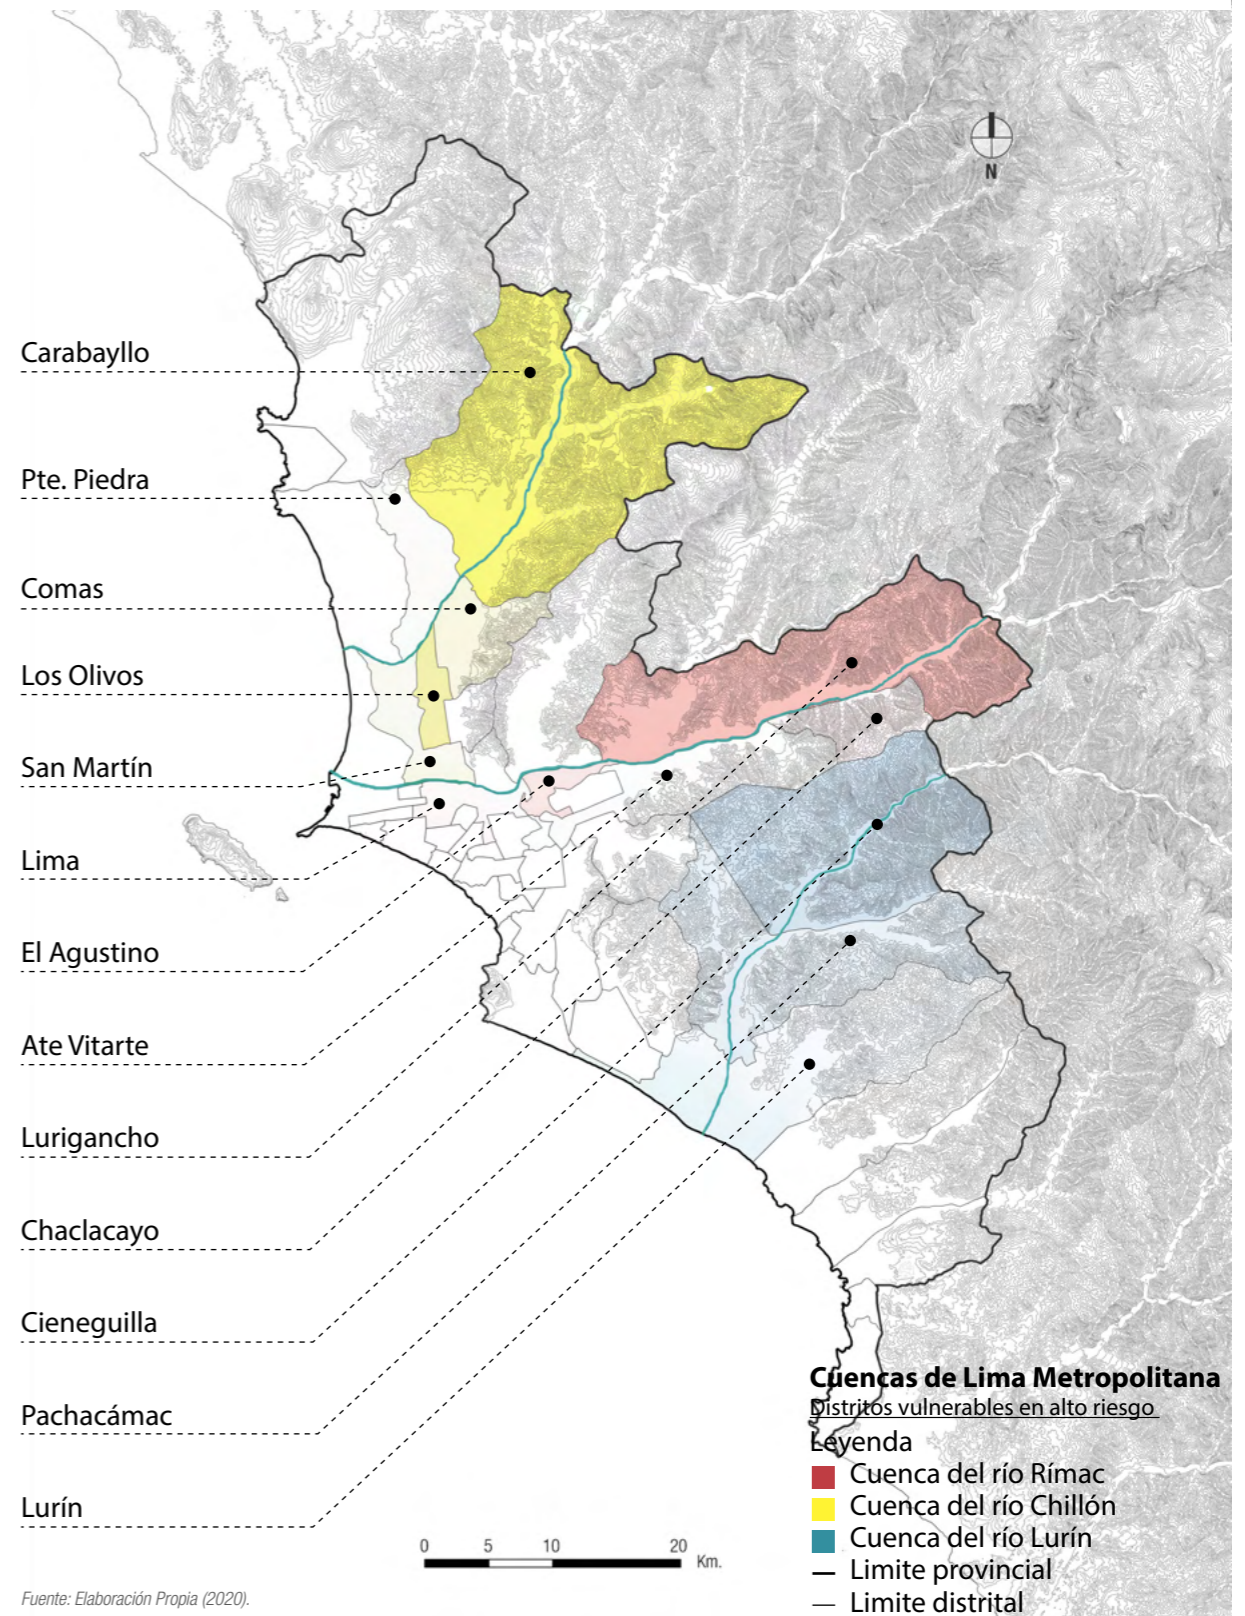 N
Carabayllo
Pte. Piedra
Comas
Los Olivos
San Martín
Lima
El Agustino
Ate Vitarte
Lurigancho
Chaclacayo
Cieneguilla
Pachacámac
Lurín
Cuencas de Lima Metropolitana
Distritos vulnerables en alto riesgo
Leyenda
Cuenca del río Rímac
Cuenca del río Chillón
Cuenca del río Lurín
Limite provincial
Limite distrital
0 5 10 20 Km.
Fuente: Elaboración Propia (2020).